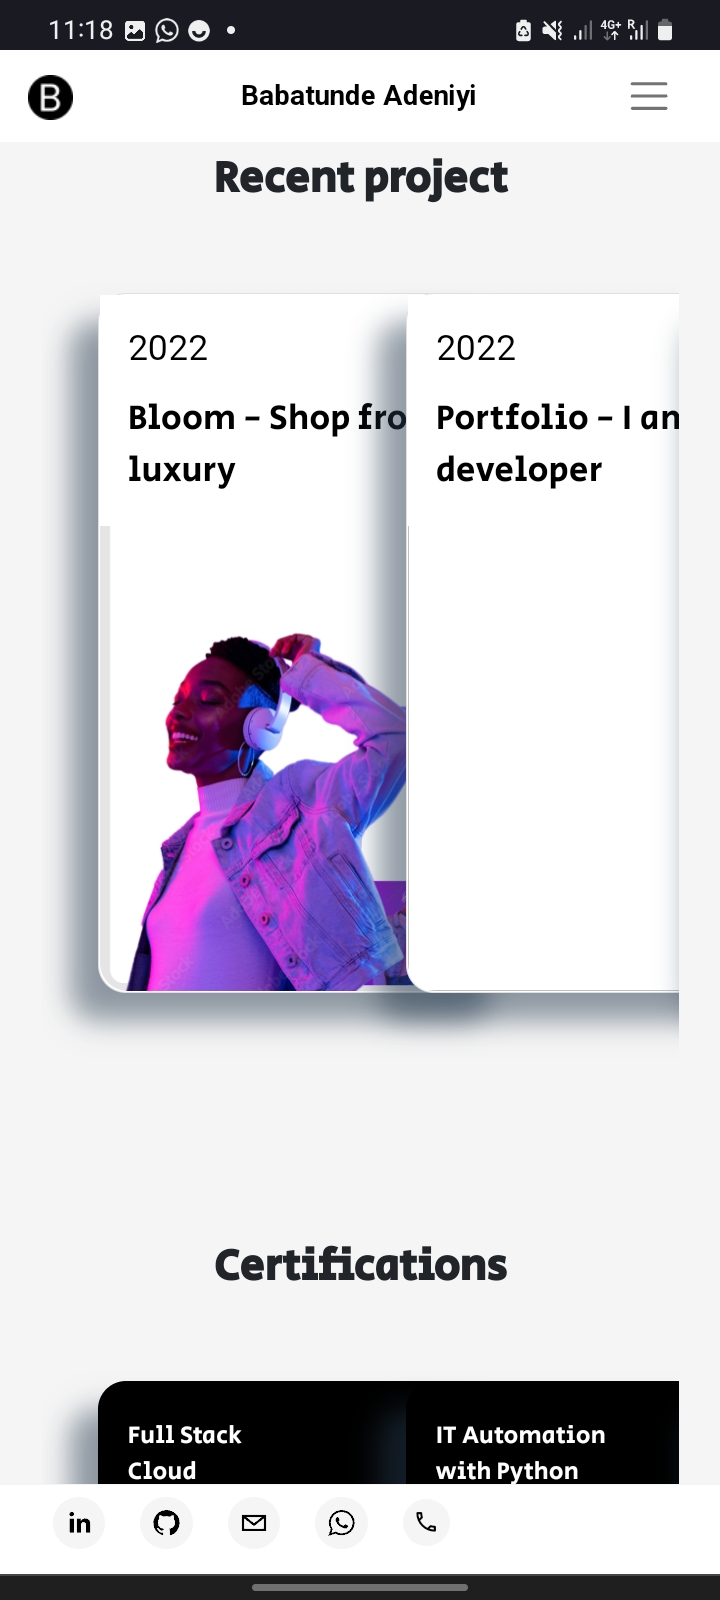 11:18
4G+ R
B
Babatunde Adeniyi
Recent project
2022
Bloom – Shop fro
luxury
2022
Portfolio – I an
developer
Certifications
Full Stack
Cloud
IT Automation
with Python
in